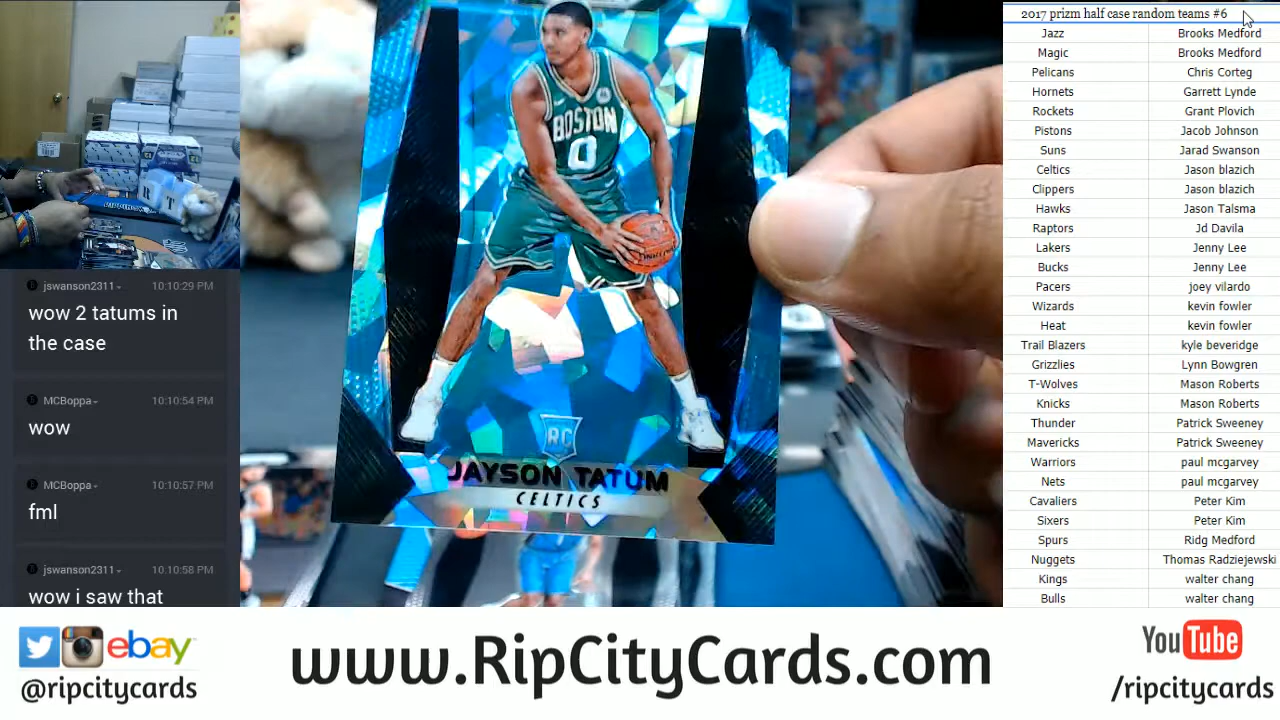 jswanson2311 10:10:29 PM
wow 2 tatums in
the case
MCBoppa 10:10:54 PM
wow
MCBoppa 10:10:57 PM
fml
jswanson2311 10:10:58 PM
wow i saw that
BOSTON
0
RC
JAYSON TATUM
CELTICS
2017 prizm half case random teams #6
Jazz Brooks Medford
Magic Brooks Medford
Pelicans Chris Corteg
Hornets Garrett Lynde
Rockets Grant Plovich
Pistons Jacob Johnson
Suns Jarad Swanson
Celtics Jason blazich
Clippers Jason blazich
Hawks Jason Talsma
Raptors Jd Davila
Lakers Jenny Lee
Bucks Jenny Lee
Pacers joey vilardo
Wizards kevin fowler
Heat kevin fowler
Trail Blazers kyle beveridge
Grizzlies Lynn Bowgren
T-Wolves Mason Roberts
Knicks Mason Roberts
Thunder Patrick Sweeney
Mavericks Patrick Sweeney
Warriors paul mcgarvey
Nets paul mcgarvey
Cavaliers Peter Kim
Sixers Peter Kim
Spurs Ridg Medford
Nuggets Thomas Radziejewski
Kings walter chang
Bulls walter chang
ebay
@ripcitycards
www.RipCityCards.com
YouTube
/ripcitycards